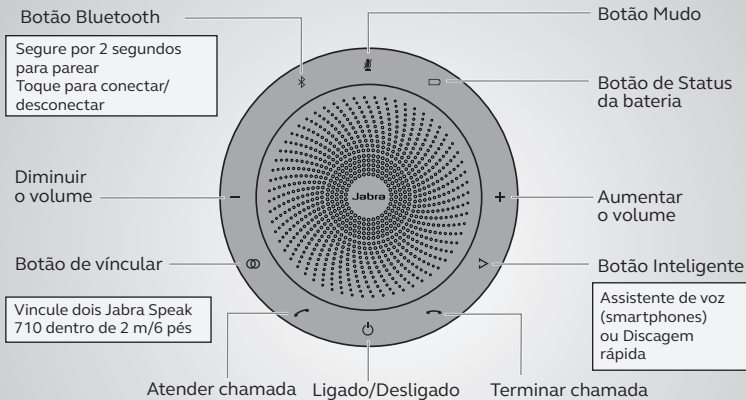 Botão Bluetooth
Segure por 2 segundos
para parear
Toque para conectar/
desconectar
Botão Mudo
Botão de Status
da bateria
Diminuir
o volume
Jabra
Aumentar
o volume
Botão de víncular
Vincule dois Jabra Speak
710 dentro de 2 m/6 pés
Botão Inteligente
Assistente de voz
(smartphones)
ou Discagem
rápida
Atender chamada
Ligado/Desligado
Terminar chamada